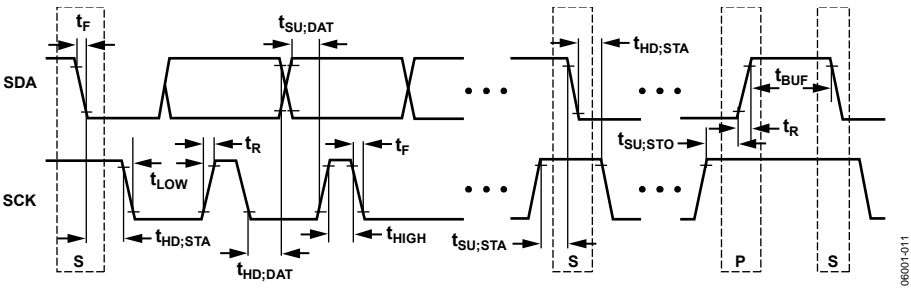 tF
tSU;DAT
tHD;STA
SDA
tBUF
tR
tF
tR
tSU;STO
tLOW
SCK
tHD;STA
tHIGH
tSU;STA
tHD;DAT
S
S
P
S
06001-011